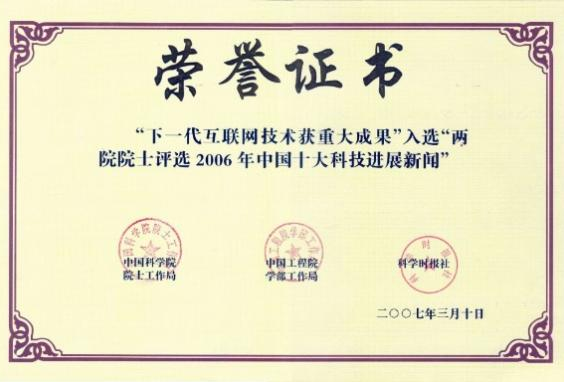 荣誉证书
“下一代互联网技术获重大成果”入选“两
院院士评选 2006 年中国十大科技进展新闻”
中国科学院
院士工作局
中国工程院
学部工作局
科学时报社
二〇〇七年三月十日